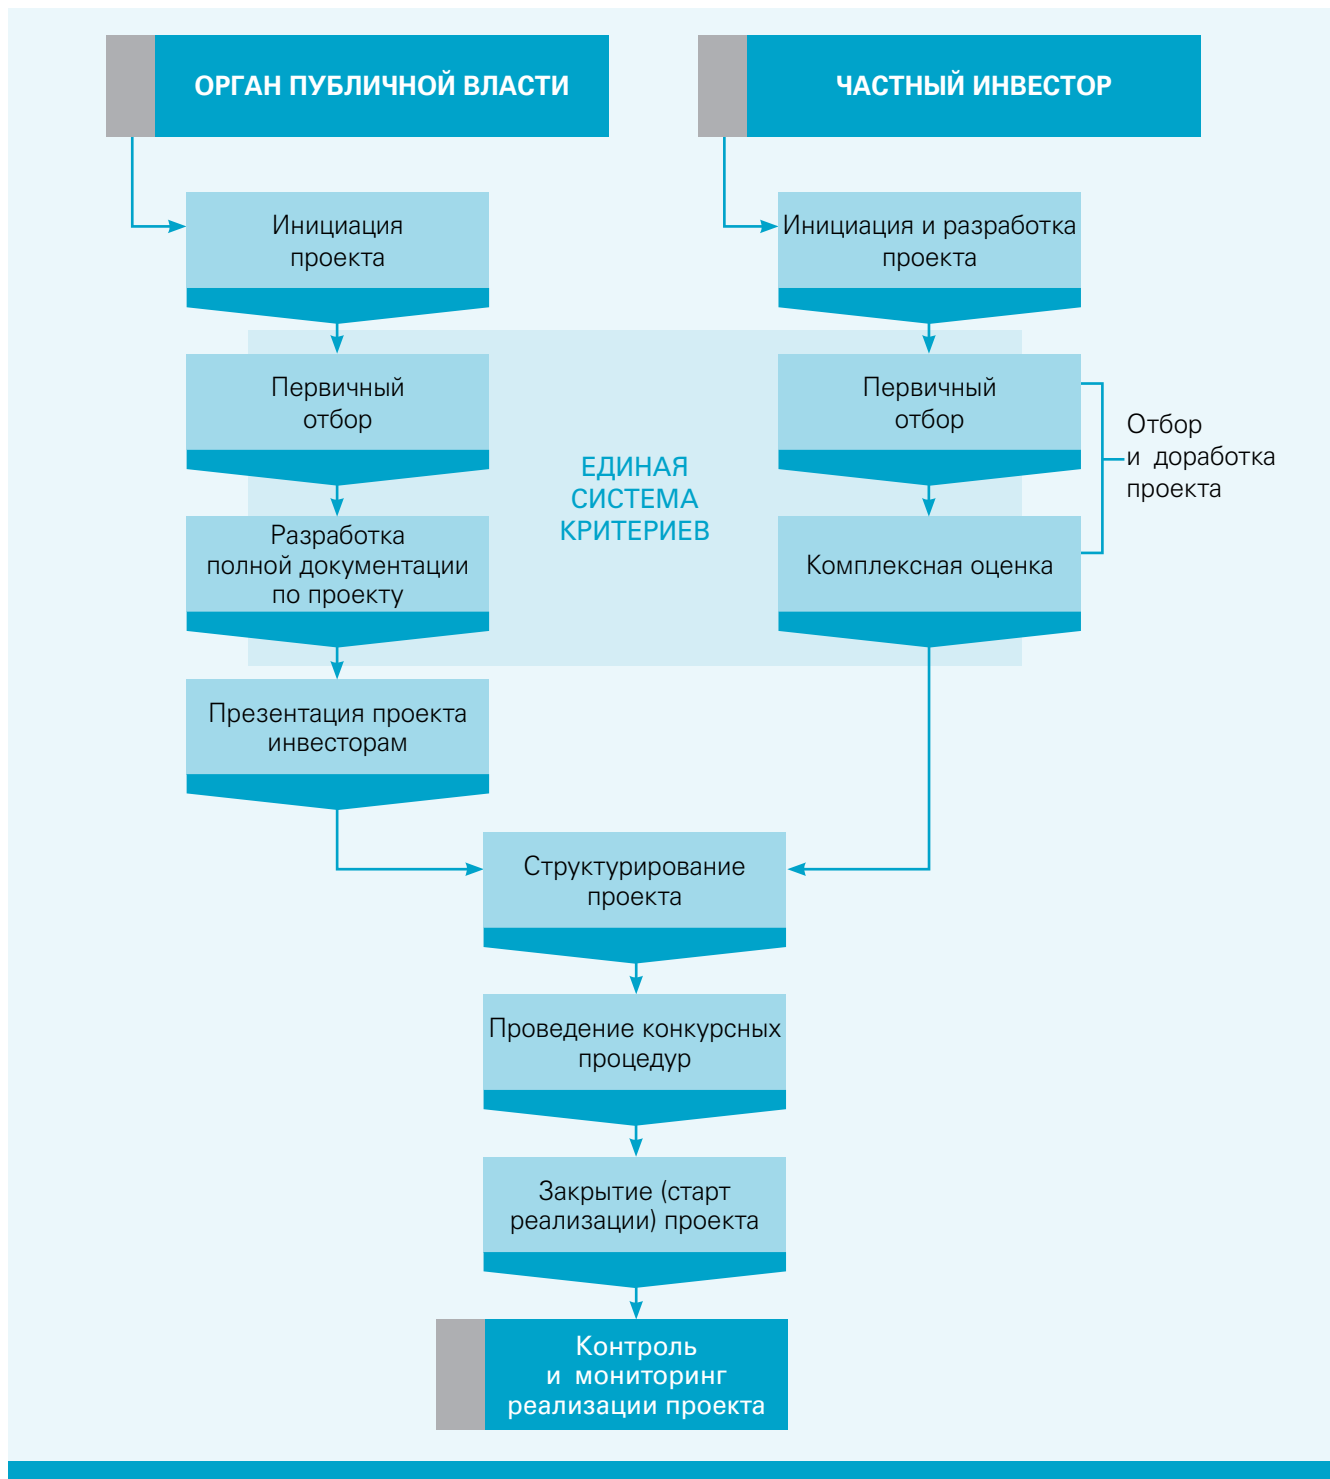 ОРГАН ПУБЛИЧНОЙ ВЛАСТИ
ЧАСТНЫЙ ИНВЕСТОР
Инициация
проекта
Инициация и разработка
проекта
Первичный
отбор
Первичный
отбор
Отбор
и доработка
проекта
ЕДИНАЯ
СИСТЕМА
КРИТЕРИЕВ
Разработка
полной документации
по проекту
Комплексная оценка
Презентация проекта
инвесторам
Структурирование
проекта
Проведение конкурсных
процедур
Закрытие (старт
реализации) проекта
Контроль
и мониторинг
реализации проекта